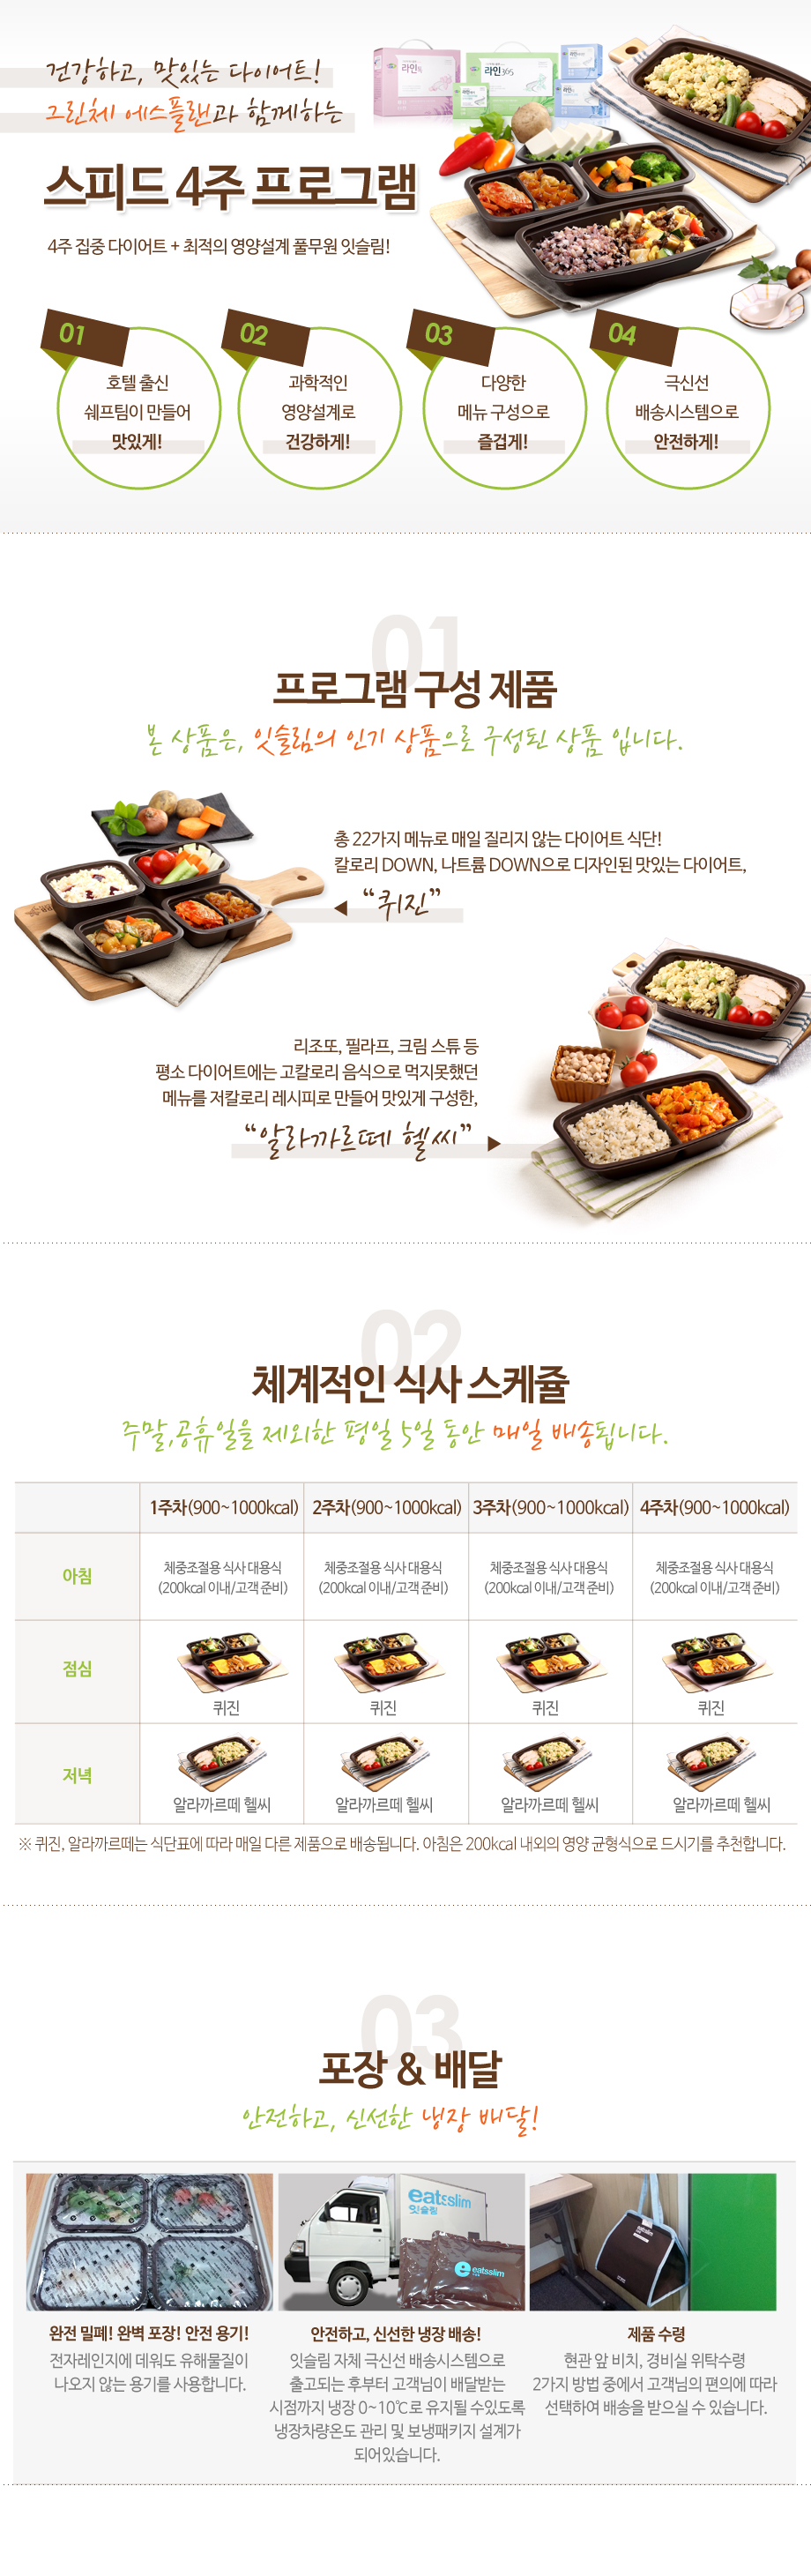 건강하고, 맛있는 다이어트!
그린체 에스플랜과 함께하는
스피드 4주 프로그램
4주 집중 다이어트 + 최적의 영양설계 풀무원 잇슬림!
라인
라인365
01
호텔 출신
쉐프팀이 만들어
맛있게!
02
과학적인
영양설계로
건강하게!
03
다양한
메뉴 구성으로
즐겁게!
04
극신선
배송시스템으로
안전하게!
01
프로그램 구성 제품
본 상품은, 잇슬림의 인기 상품으로 구성된 상품 입니다.
총 22가지 메뉴로 매일 질리지 않는 다이어트 식단!
칼로리 DOWN, 나트륨 DOWN으로 디자인된 맛있는 다이어트,
◀ “퀴진”
리조또, 필라프, 크림 스튜 등
평소 다이어트에는 고칼로리 음식으로 먹지못했던
메뉴를 저칼로리 레시피로 만들어 맛있게 구성한,
“알라까르떼 헬씨” ▶
02
체계적인 식사 스케쥴
주말,공휴일을 제외한 평일 5일 동안 매일 배송됩니다.
1주차(900~1000kcal) 2주차(900~1000kcal) 3주차(900~1000kcal) 4주차(900~1000kcal)
아침
체중조절용 식사 대용식 체중조절용 식사 대용식 체중조절용 식사 대용식 체중조절용 식사 대용식
(200kcal 이내/고객 준비) (200kcal 이내/고객 준비) (200kcal 이내/고객 준비) (200kcal 이내/고객 준비)
점심
퀴진 퀴진 퀴진 퀴진
저녁
알라까르떼 헬씨 알라까르떼 헬씨 알라까르떼 헬씨 알라까르떼 헬씨
※ 퀴진, 알라까르떼는 식단표에 따라 매일 다른 제품으로 배송됩니다. 아침은 200kcal 내외의 영양 균형식으로 드시기를 추천합니다.
03
포장 & 배달
안전하고, 신선한 냉장 배달!
eatsslim
잇슬림
eatsslim
eatsslim
완전 밀폐! 완벽 포장! 안전 용기!
전자레인지에 데워도 유해물질이
나오지 않는 용기를 사용합니다.
안전하고, 신선한 냉장 배송!
잇슬림 자체 극신선 배송시스템으로
출고되는 후부터 고객님이 배달받는
시점까지 냉장 0~10℃로 유지될 수있도록
냉장차량온도 관리 및 보냉패키지 설계가
되어있습니다.
제품 수령
현관 앞 비치, 경비실 위탁수령
2가지 방법 중에서 고객님의 편의에 따라
선택하여 배송을 받으실 수 있습니다.